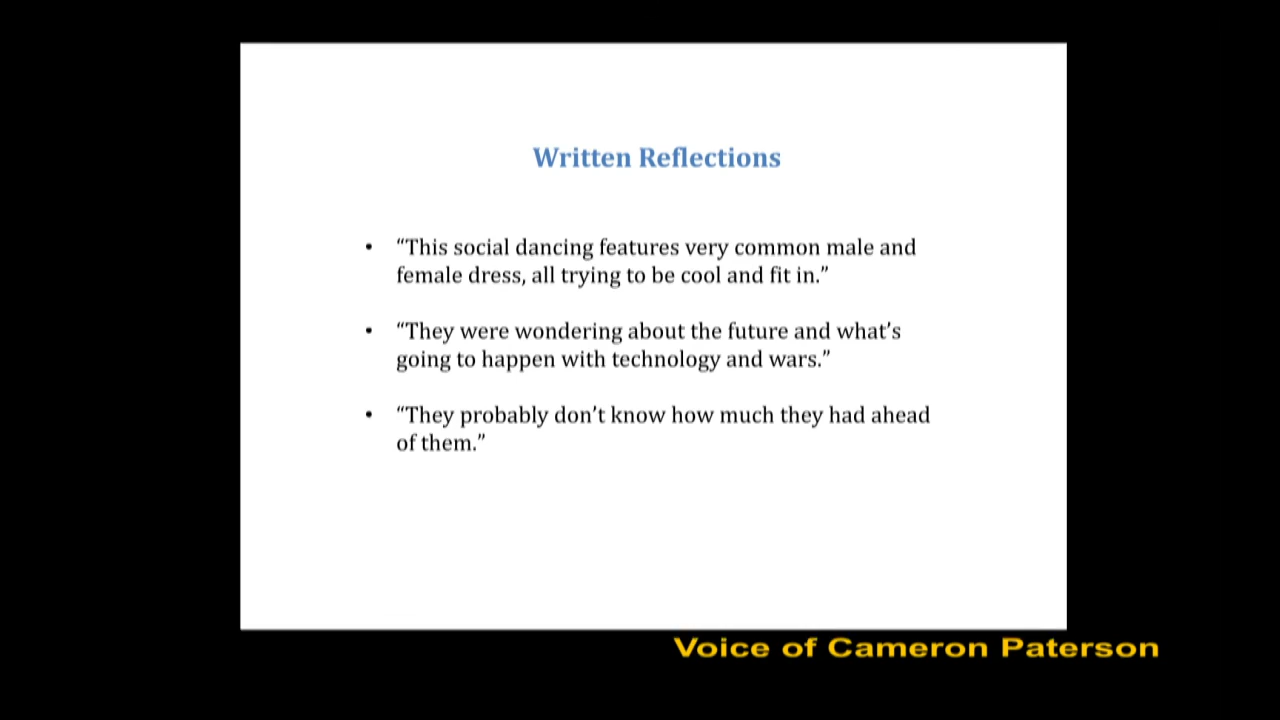 Written Reflections
• “This social dancing features very common male and
female dress, all trying to be cool and fit in.”
• “They were wondering about the future and what’s
going to happen with technology and wars.”
• “They probably don’t know how much they had ahead
of them.”
Voice of Cameron Paterson